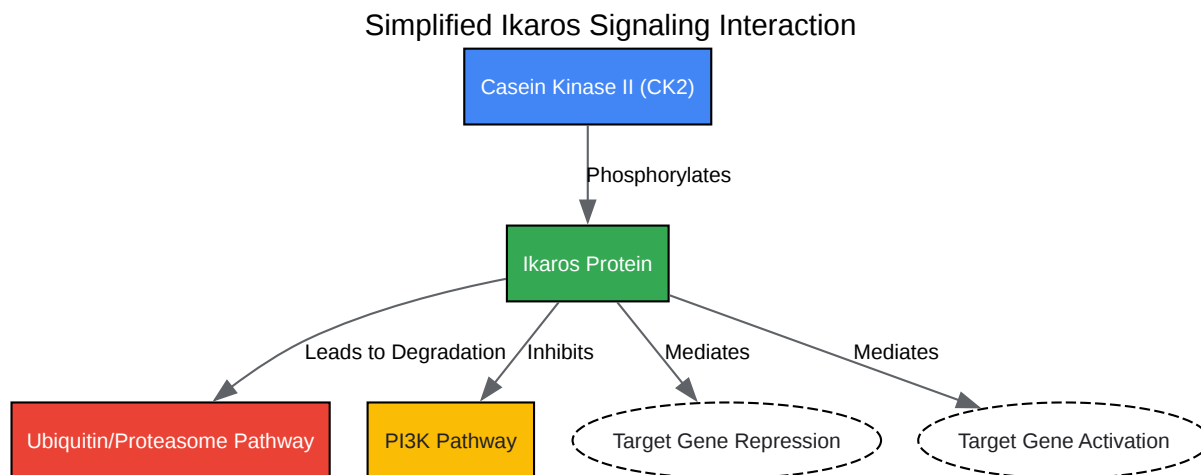 Simplified Ikaros Signaling Interaction
Casein Kinase II (CK2)
Phosphorylates
Ikaros Protein
Leads to Degradation
Inhibits
Mediates
Mediates
Ubiquitin/Proteasome Pathway
PI3K Pathway
Target Gene Repression
Target Gene Activation